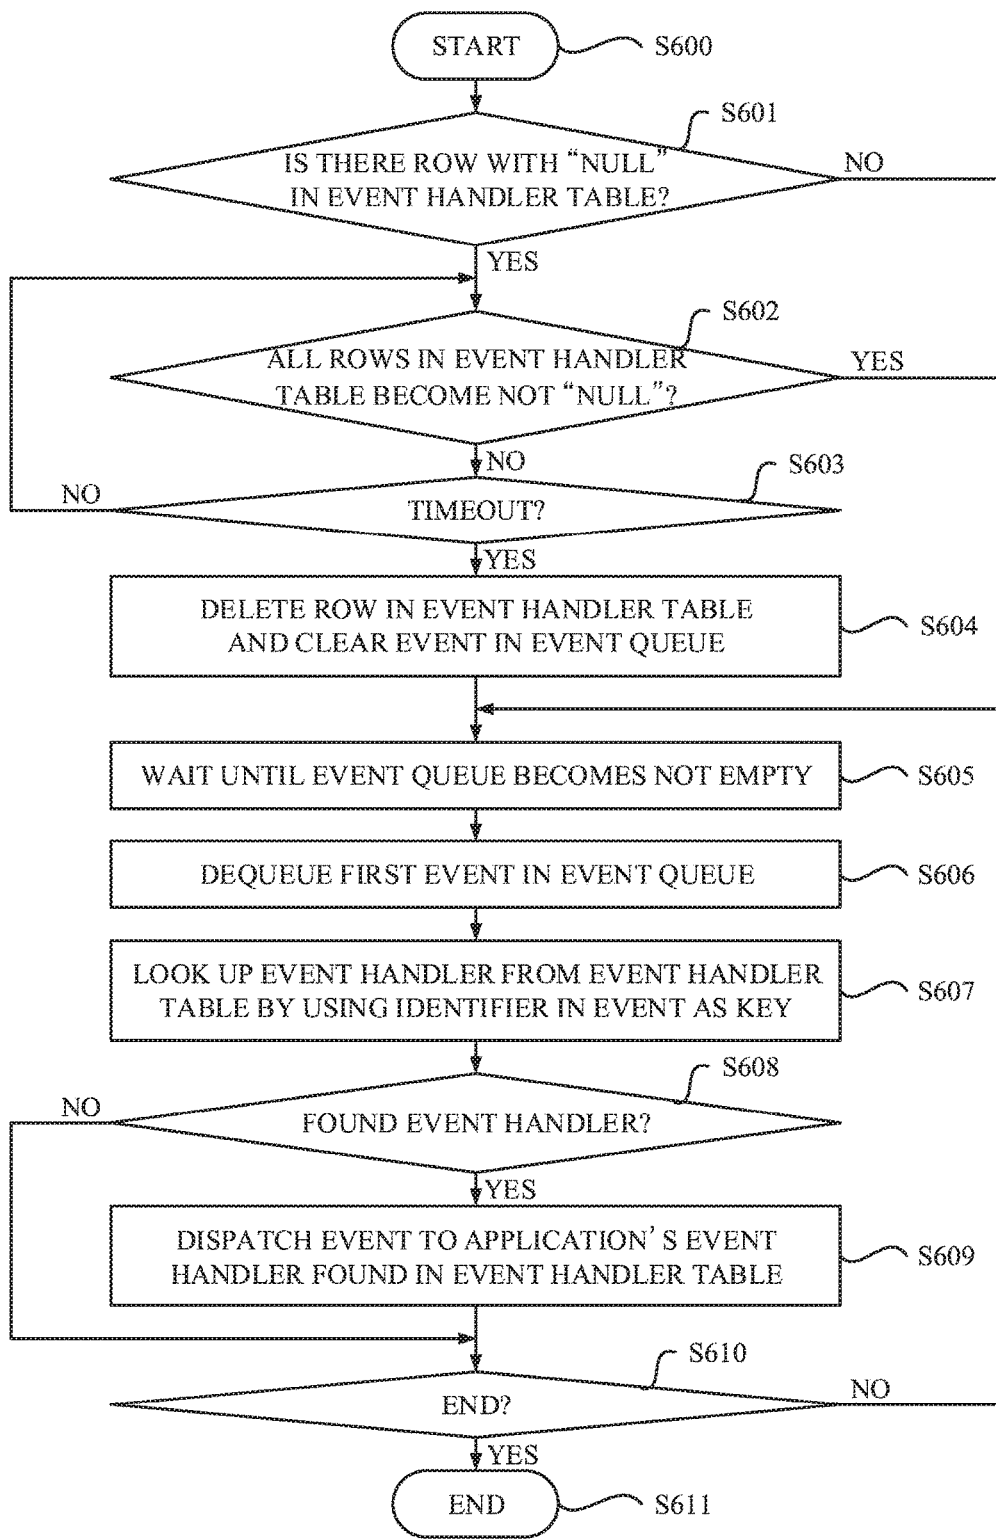 START
S600
S601
IS THERE ROW WITH “NULL”
IN EVENT HANDLER TABLE?
NO
YES
S602
ALL ROWS IN EVENT HANDLER
TABLE BECOME NOT “NULL”?
YES
NO
S603
NO
TIMEOUT?
YES
DELETE ROW IN EVENT HANDLER TABLE
AND CLEAR EVENT IN EVENT QUEUE
S604
WAIT UNTIL EVENT QUEUE BECOMES NOT EMPTY
S605
DEQUEUE FIRST EVENT IN EVENT QUEUE
S606
LOOK UP EVENT HANDLER FROM EVENT HANDLER
TABLE BY USING IDENTIFIER IN EVENT AS KEY
S607
S608
NO
FOUND EVENT HANDLER?
YES
DISPATCH EVENT TO APPLICATION’S EVENT
HANDLER FOUND IN EVENT HANDLER TABLE
S609
S610
END?
NO
YES
END
S611